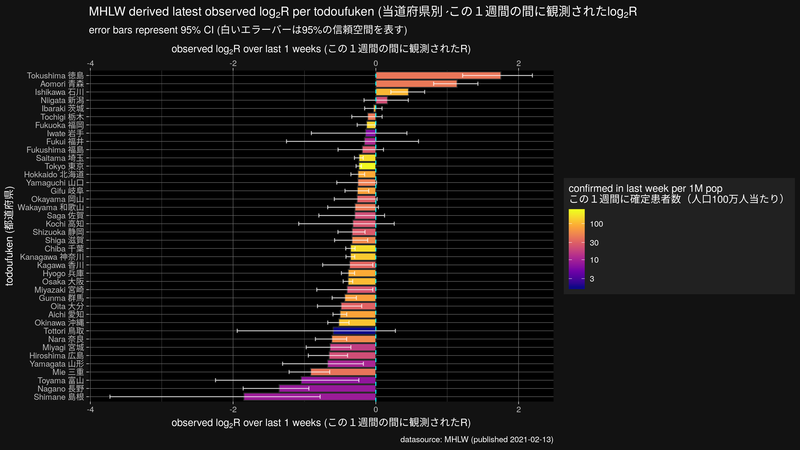 MHLW derived latest observed log₂R per todoufuken (当道府県別 この１週間の間に観測されたlog₂R
error bars represent 95% CI (白いエラーバーは95%の信頼空間を表す)
observed log₂R over last 1 weeks (この１週間の間に観測されたR)
-4 -2 0 2
Tokushima 徳島
Aomori 青森
Ishikawa 石川
Niigata 新潟
Ibaraki 茨城
Tochigi 栃木
Fukuoka 福岡
Iwate 岩手
Fukui 福井
Fukushima 福島
Saitama 埼玉
Tokyo 東京
Hokkaido 北海道
Yamaguchi 山口
Gifu 岐阜
Okayama 岡山
Wakayama 和歌山
Saga 佐賀
Kochi 高知
Shizuoka 静岡
Shiga 滋賀
Chiba 千葉
Kanagawa 神奈川
Kagawa 香川
Hyogo 兵庫
Osaka 大阪
Miyazaki 宮崎
Gunma 群馬
Oita 大分
Aichi 愛知
Okinawa 沖縄
Tottori 鳥取
Nara 奈良
Miyagi 宮城
Hiroshima 広島
Yamagata 山形
Mie 三重
Toyama 富山
Nagano 長野
Shimane 島根
todoufuken (都道府県)
-4 -2 0 2
observed log₂R over last 1 weeks (この１週間の間に観測されたR)
confirmed in last week per 1M pop
この１週間に確定患者数（人口100万人当たり）
100
30
10
3
datasource: MHLW (published 2021-02-13)